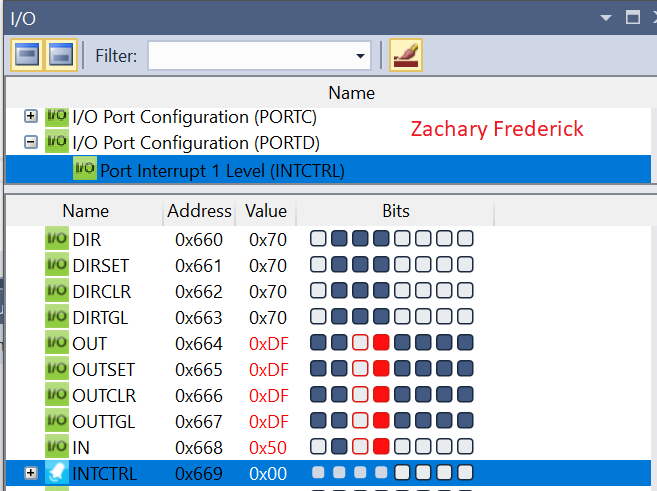 I/O
Filter:
Name
I/O I/O Port Configuration (PORTC)
I/O I/O Port Configuration (PORTD)
Zachary Frederick
I/O Port Interrupt 1 Level (INTCTRL)
Name Address Value Bits
I/O DIR 0x660 0x70
I/O DIRSET 0x661 0x70
I/O DIRCLR 0x662 0x70
I/O DIRTGL 0x663 0x70
I/O OUT 0x664 0xDF
I/O OUTSET 0x665 0xDF
I/O OUTCLR 0x666 0xDF
I/O OUTTGL 0x667 0xDF
I/O IN 0x668 0x50
INTCTRL 0x669 0x00